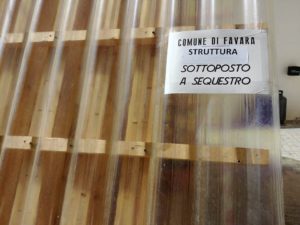 COMUNE DI FAVARA
STRUTTURA
SOTTOPOSTO
A SEQUESTRO